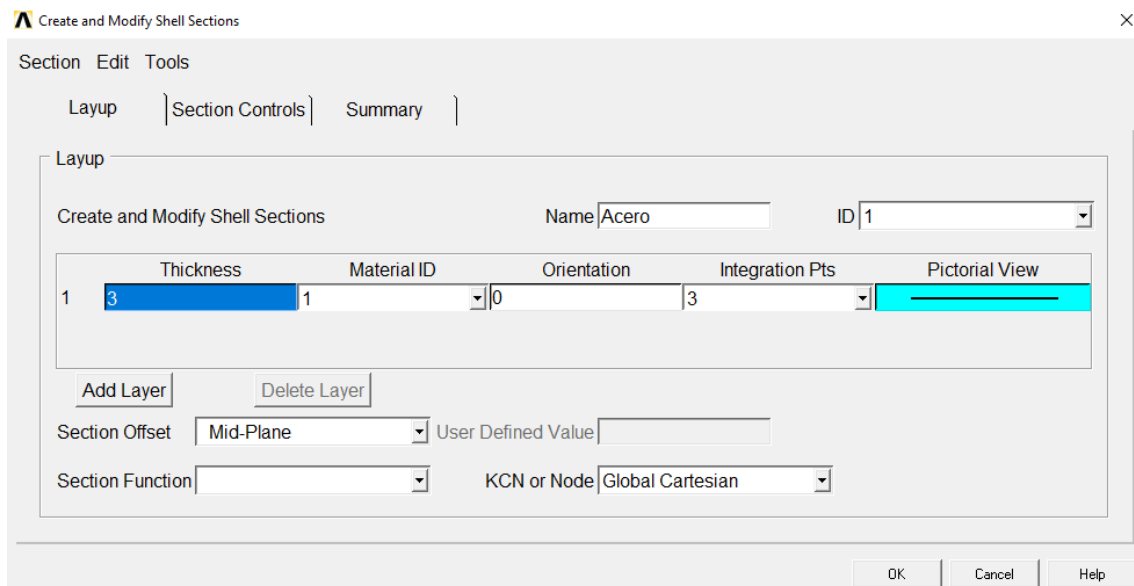 Create and Modify Shell Sections
Section Edit Tools
Layup Section Controls Summary
Layup
Create and Modify Shell Sections Name Acero ID 1
Thickness Material ID Orientation Integration Pts Pictorial View
1 3 1 0 3
Add Layer Delete Layer
Section Offset Mid-Plane User Defined Value
Section Function KCN or Node Global Cartesian
OK Cancel Help